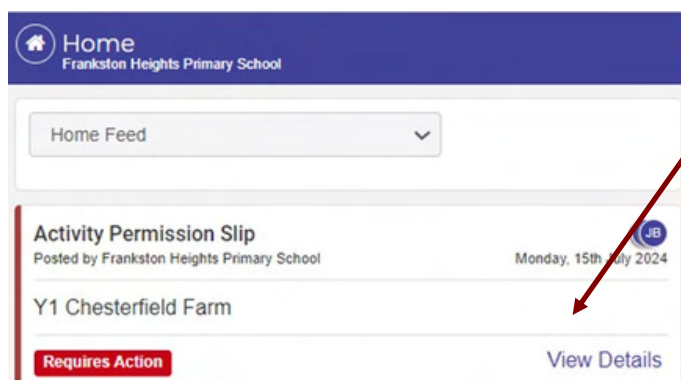 Home
Frankston Heights Primary School
Home Feed
Activity Permission Slip
JB
Posted by Frankston Heights Primary School
Monday, 15th July 2024
Y1 Chesterfield Farm
Requires Action
View Details